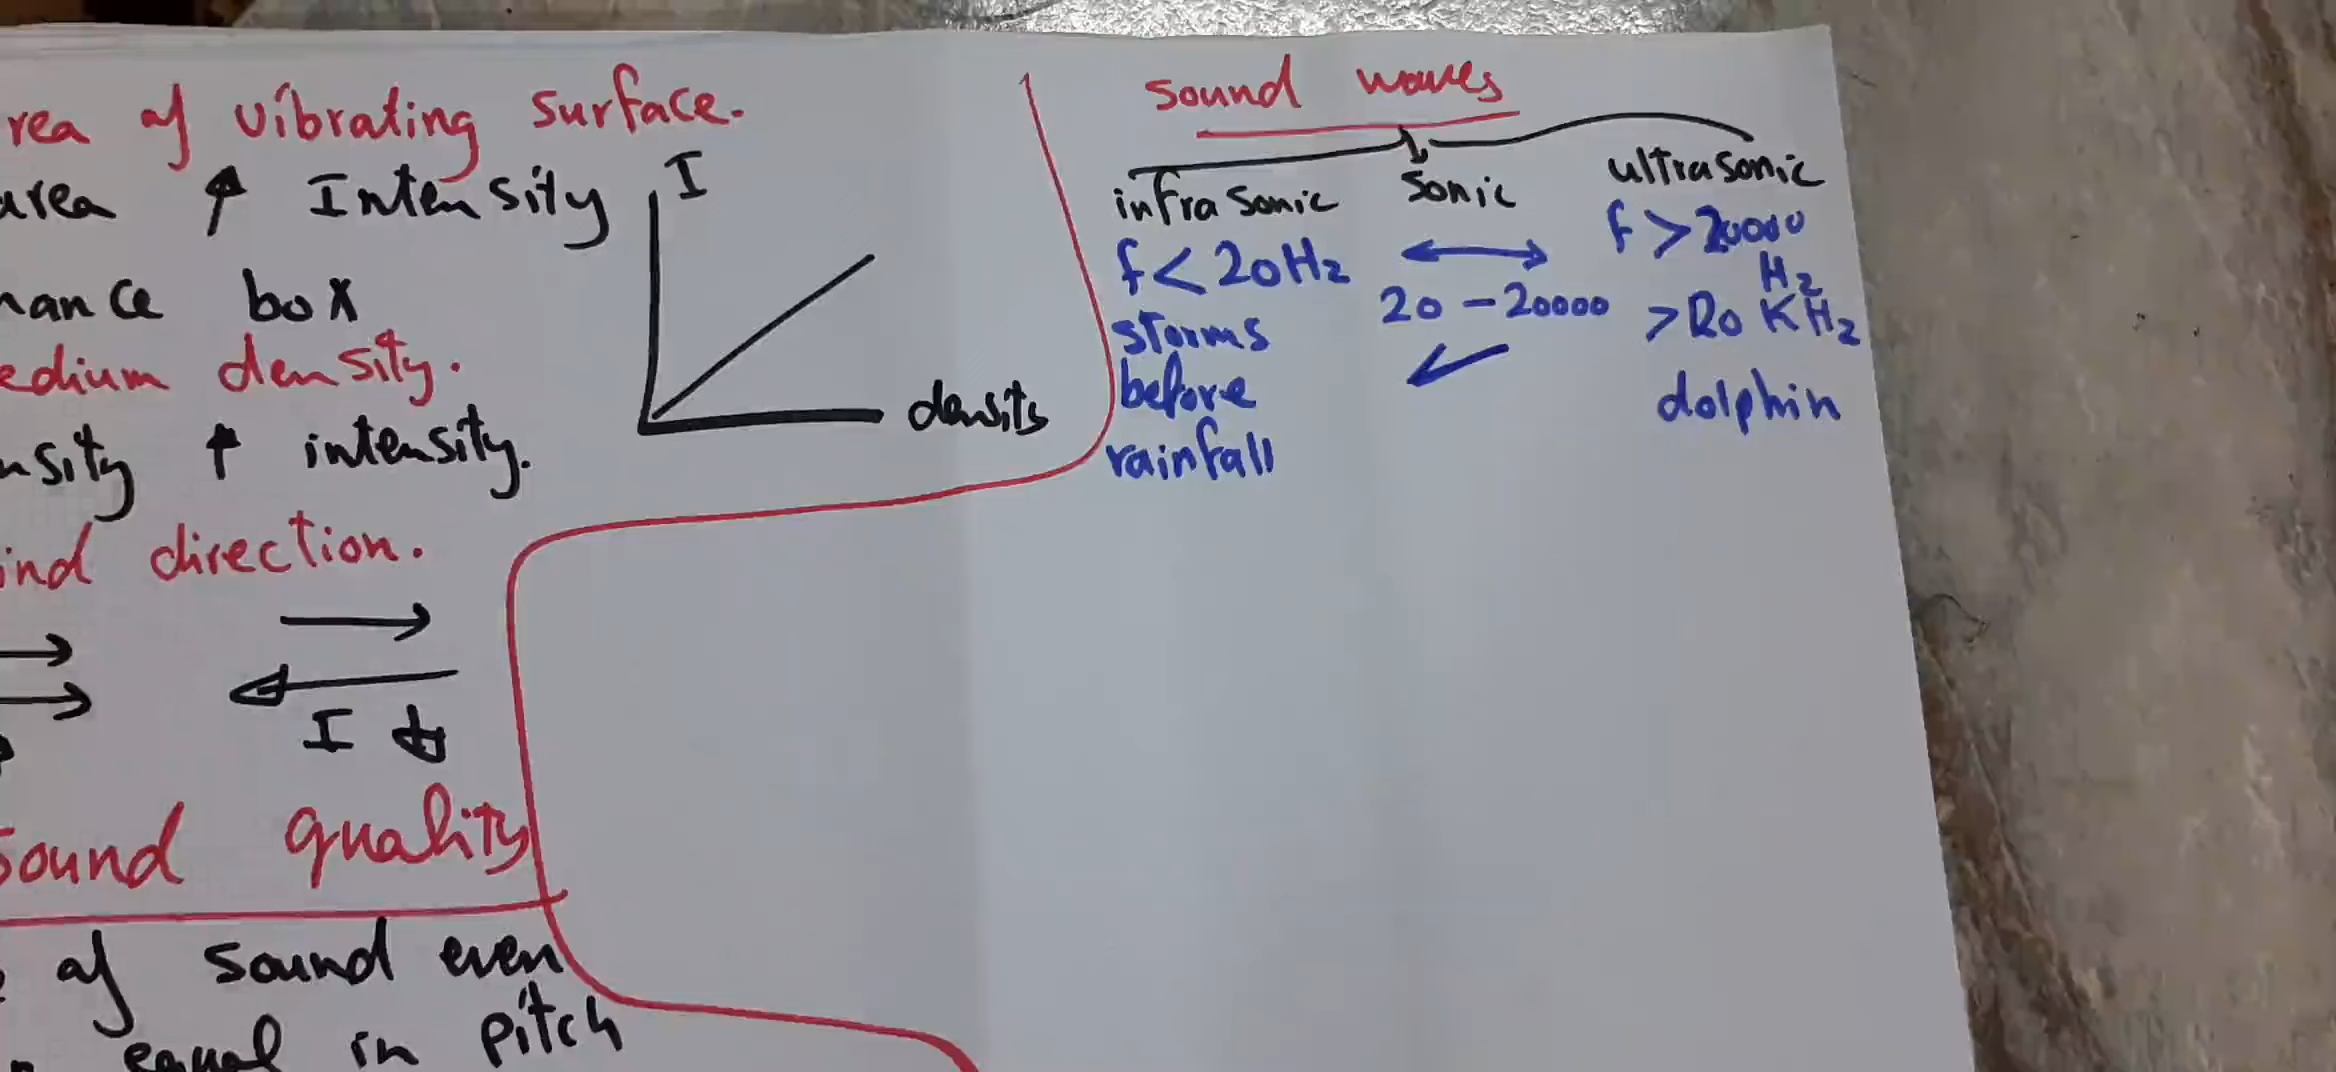 rea of vibrating surface.
area ↑ Intensity
nance box
edium density.
nsity ↑ intensity.
I
density
ind direction.
I
sound quality
of sound even
equal in pitch
sound waves
infrasonic
f < 20Hz
storms
before
rainfall
sonic
20 - 20000
ultrasonic
f > 20000
Hz
> 20 KHz
dolphin